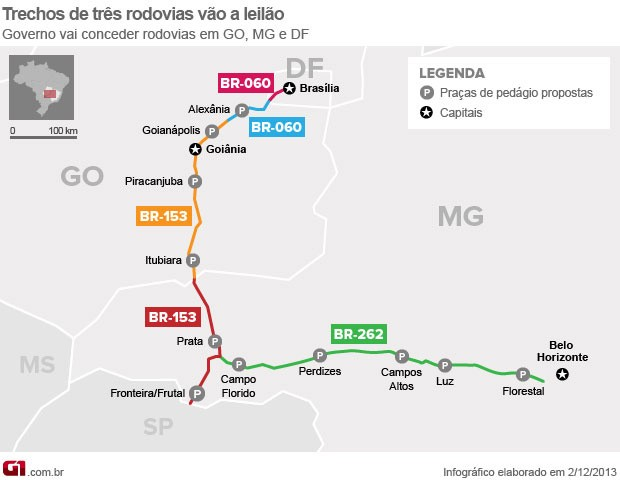 Trechos de três rodovias vão a leilão
Governo vai conceder rodovias em GO, MG e DF
DF
LEGENDA
P Praças de pedágio propostas
Capitais
0 100 km
BR-060
Brasília
Alexânia P
BR-060
Goianápolis P
Goiânia
GO
Piracanjuba P
MG
BR-153
Itubiara P
BR-153
BR-262
Prata P
P
Perdizes
P
Campos
Altos
P
Luz
Belo
Horizonte
P
Florestal
MS
P
Campo
Florido
Fronteira/Frutal P
SP
G1.com.br
Infográfico elaborado em 2/12/2013